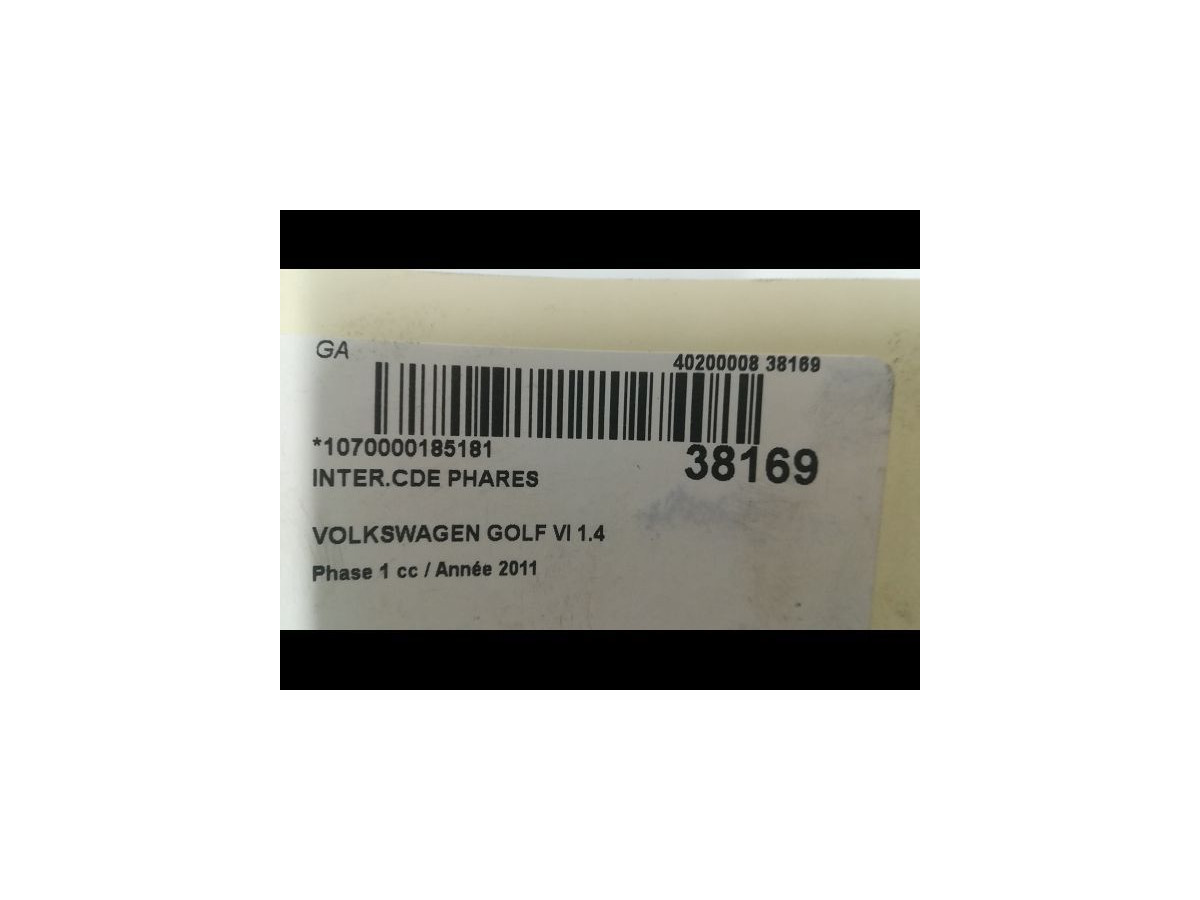 GA
40200008 38169
*1070000185181
38169
INTER.CDE PHARES
VOLKSWAGEN GOLF VI 1.4
Phase 1 cc / Année 2011